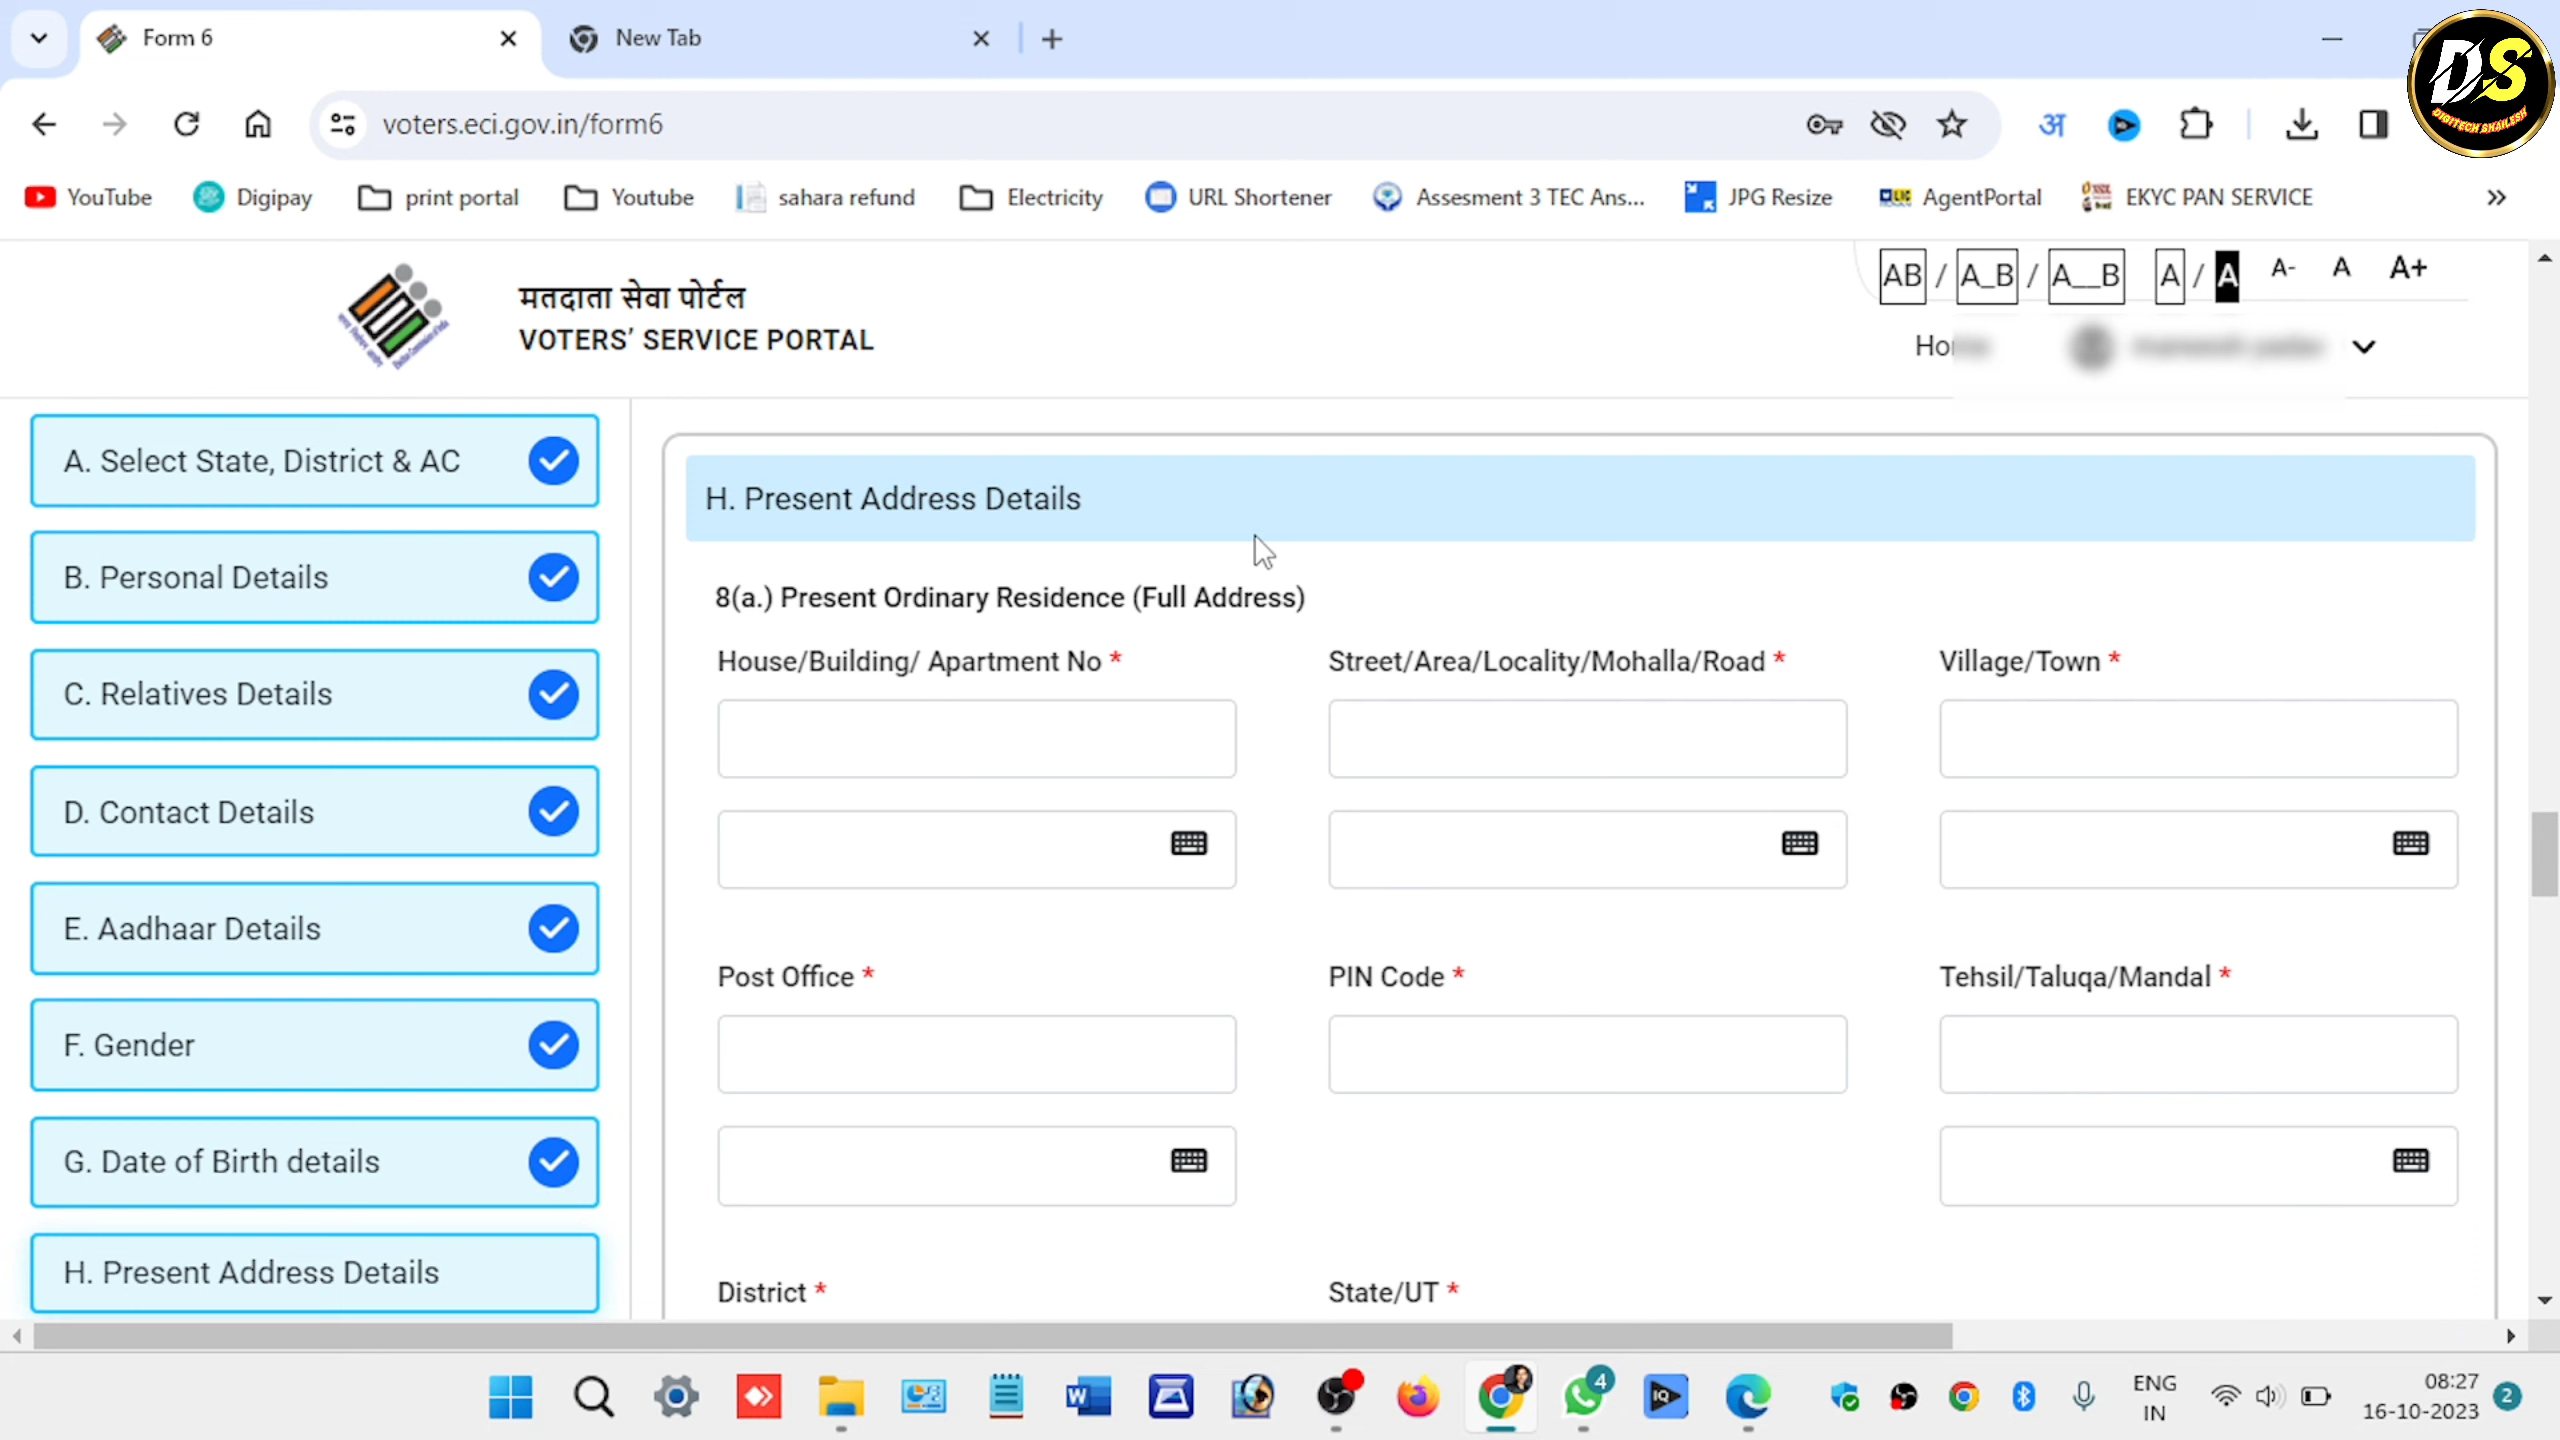 Form 6
New Tab
voters.eci.gov.in/form6
अ
DS
DIGITECH SHAILESH
YouTube
Digipay
print portal
Youtube
sahara refund
Electricity
URL Shortener
Assesment 3 TEC Ans...
JPG Resize
AgentPortal
EKYC PAN SERVICE
मतदाता सेवा पोर्टल
VOTERS' SERVICE PORTAL
AB / A_B / A__B A / A A- A A+
A. Select State, District & AC
B. Personal Details
C. Relatives Details
D. Contact Details
E. Aadhaar Details
F. Gender
G. Date of Birth details
H. Present Address Details
H. Present Address Details
8(a.) Present Ordinary Residence (Full Address)
House/Building/ Apartment No *
Street/Area/Locality/Mohalla/Road *
Village/Town *
Post Office *
PIN Code *
Tehsil/Taluqa/Mandal *
District *
State/UT *
4
ENG
IN
08:27
16-10-2023
2